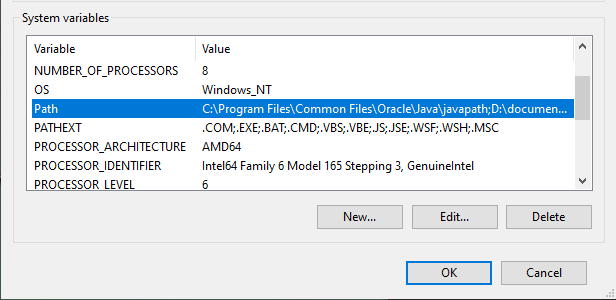 System variables
Variable Value
NUMBER_OF_PROCESSORS 8
OS Windows_NT
Path C:\Program Files\Common Files\Oracle\Java\javapath;D:\documen...
PATHEXT .COM;.EXE;.BAT;.CMD;.VBS;.VBE;.JS;.JSE;.WSF;.WSH;.MSC
PROCESSOR_ARCHITECTURE AMD64
PROCESSOR_IDENTIFIER Intel64 Family 6 Model 165 Stepping 3, GenuineIntel
PROCESSOR_LEVEL 6
New... Edit... Delete
OK Cancel